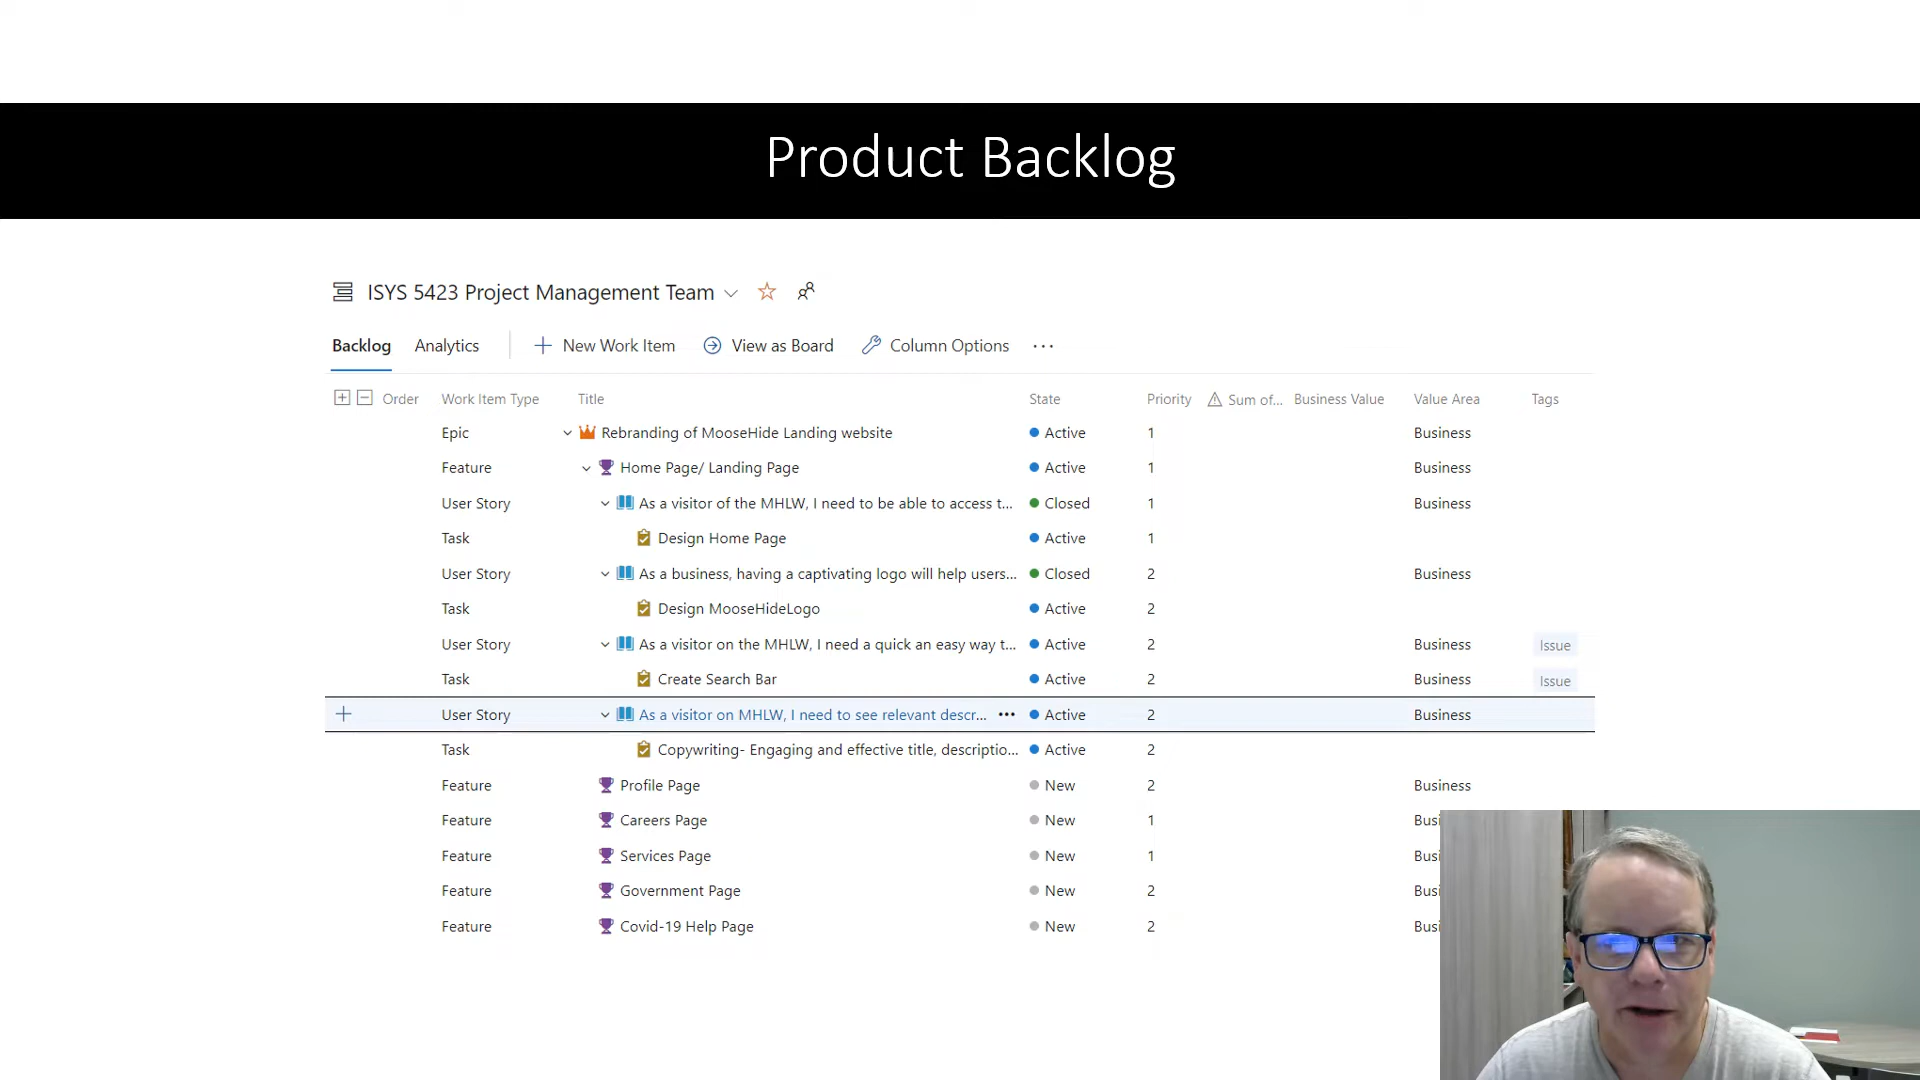 Product Backlog
ISYS 5423 Project Management Team
Backlog Analytics New Work Item View as Board Column Options ...
Order Work Item Type Title State Priority Sum of... Business Value Value Area Tags
Epic Rebranding of MooseHide Landing website Active 1 Business
Feature Home Page/ Landing Page Active 1 Business
User Story As a visitor of the MHLW, I need to be able to access t... Closed 1 Business
Task Design Home Page Active 1
User Story As a business, having a captivating logo will help users... Closed 2 Business
Task Design MooseHideLogo Active 2
User Story As a visitor on the MHLW, I need a quick an easy way t... Active 2 Business Issue
Task Create Search Bar Active 2 Business Issue
User Story As a visitor on MHLW, I need to see relevant descr... ... Active 2 Business
Task Copywriting- Engaging and effective title, descriptio... Active 2
Feature Profile Page New 2 Business
Feature Careers Page New 1 Busi
Feature Services Page New 1 Busi
Feature Government Page New 2 Busi
Feature Covid-19 Help Page New 2 Busi